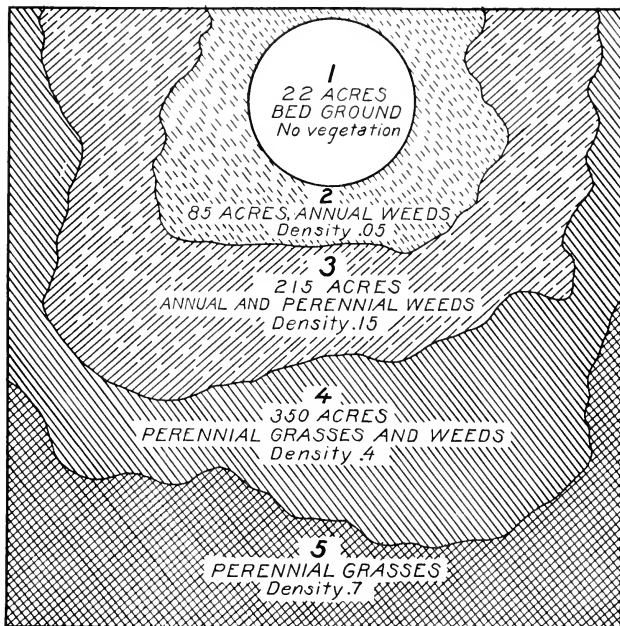 1
22 ACRES
BED GROUND
No vegetation
2
85 ACRES, ANNUAL WEEDS
Density .05
3
215 ACRES
ANNUAL AND PERENNIAL WEEDS
Density .15
4
350 ACRES
PERENNIAL GRASSES AND WEEDS
Density .4
5
PERENNIAL GRASSES
Density .7